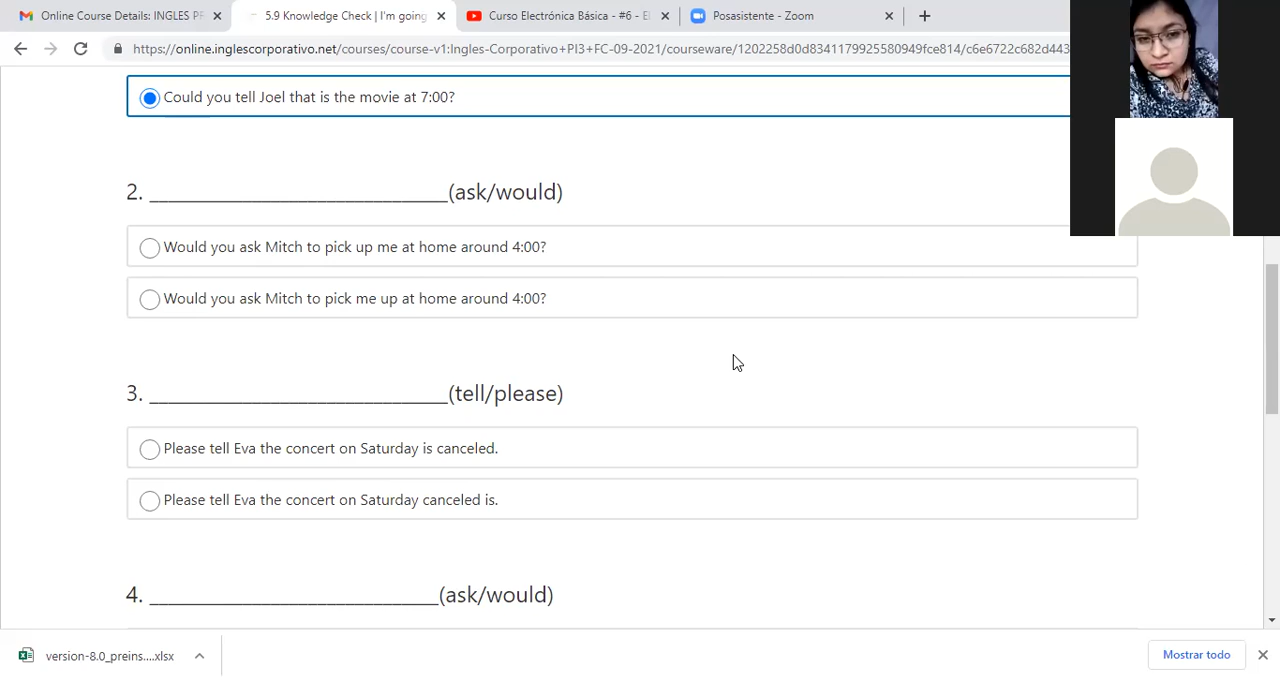 Online Course Details: INGLES PR
5.9 Knowledge Check | I'm going
Curso Electrónica Básica - #6 - El
Posasistente - Zoom
https://online.inglescorporativo.net/courses/course-v1:Ingles-Corporativo+PI3+FC-09-2021/courseware/1202258d0d8341179925580949fce814/c6e6722c682d443
Could you tell Joel that is the movie at 7:00?
2. ______________________________(ask/would)
Would you ask Mitch to pick up me at home around 4:00?
Would you ask Mitch to pick me up at home around 4:00?
3. ______________________________(tell/please)
Please tell Eva the concert on Saturday is canceled.
Please tell Eva the concert on Saturday canceled is.
4. _____________________________(ask/would)
version-8.0_preins....xlsx
Mostrar todo